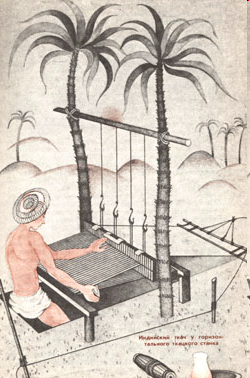 Индийский ткач у горизон-
тального ткацкого станка